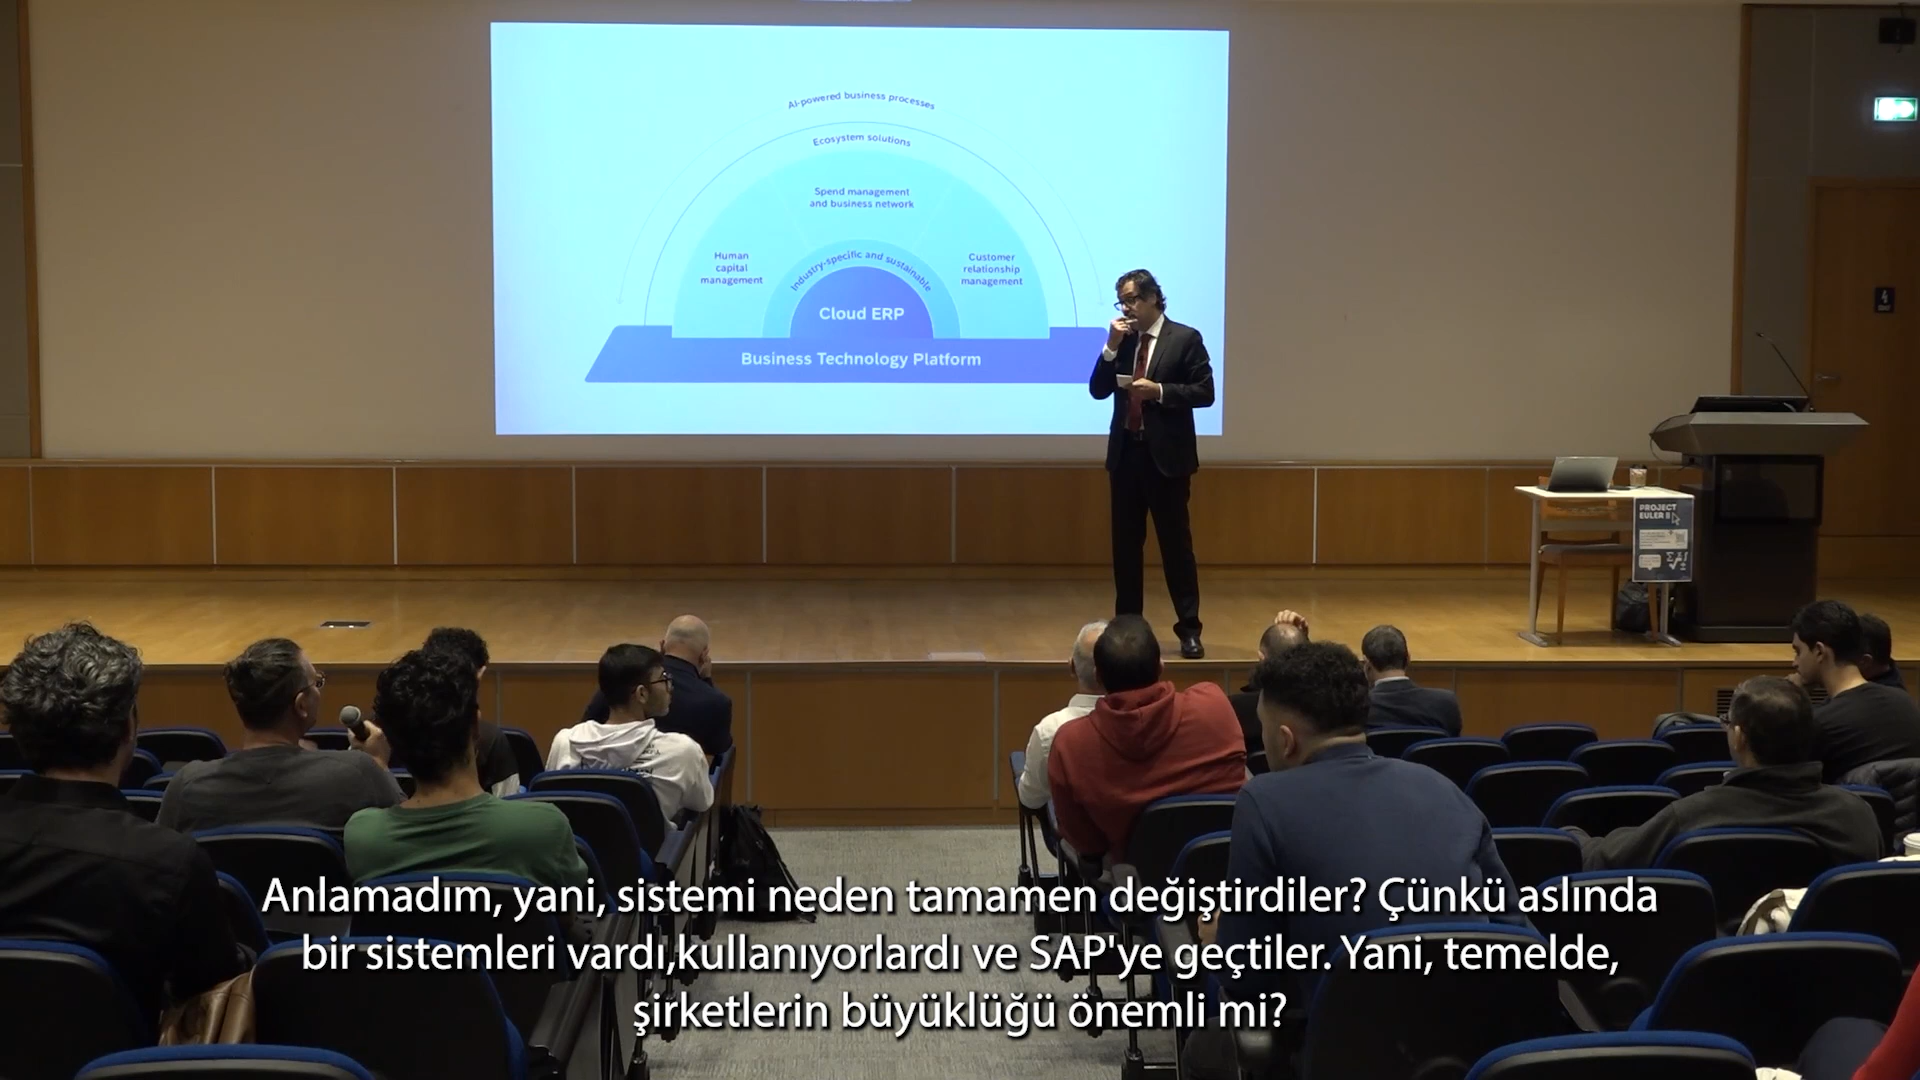 AI-powered business processes
Ecosystem solutions
Spend management
and business network
Human
capital
management
Industry-specific and sustainable
Customer
relationship
management
Cloud ERP
Business Technology Platform
PROJECT
EULER
Anlamadım, yani, sistemi neden tamamen değiştirdiler? Çünkü aslında
bir sistemleri vardı,kullanıyorlardı ve SAP'ye geçtiler. Yani, temelde,
şirketlerin büyüklüğü önemli mi?